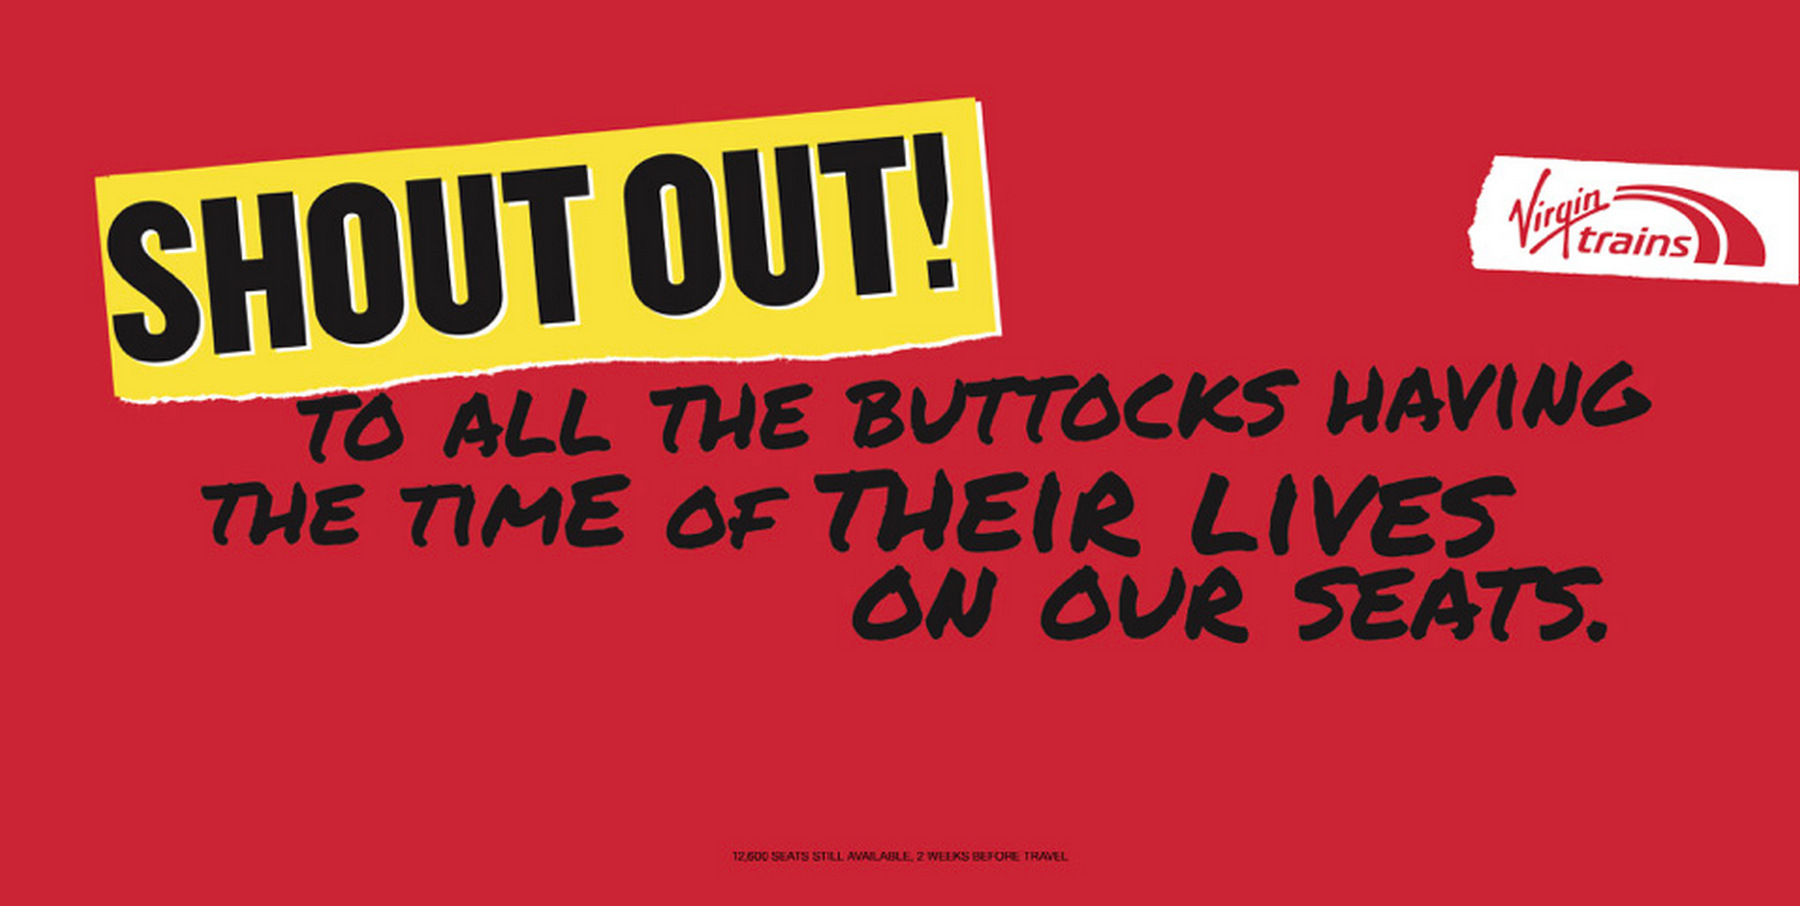 SHOUT OUT!
Virgin
trains
TO ALL THE BUTTOCKS HAVING
THE TIME OF THEIR LIVES
ON OUR SEATS.
12,600 SEATS STILL AVAILABLE, 2 WEEKS BEFORE TRAVEL